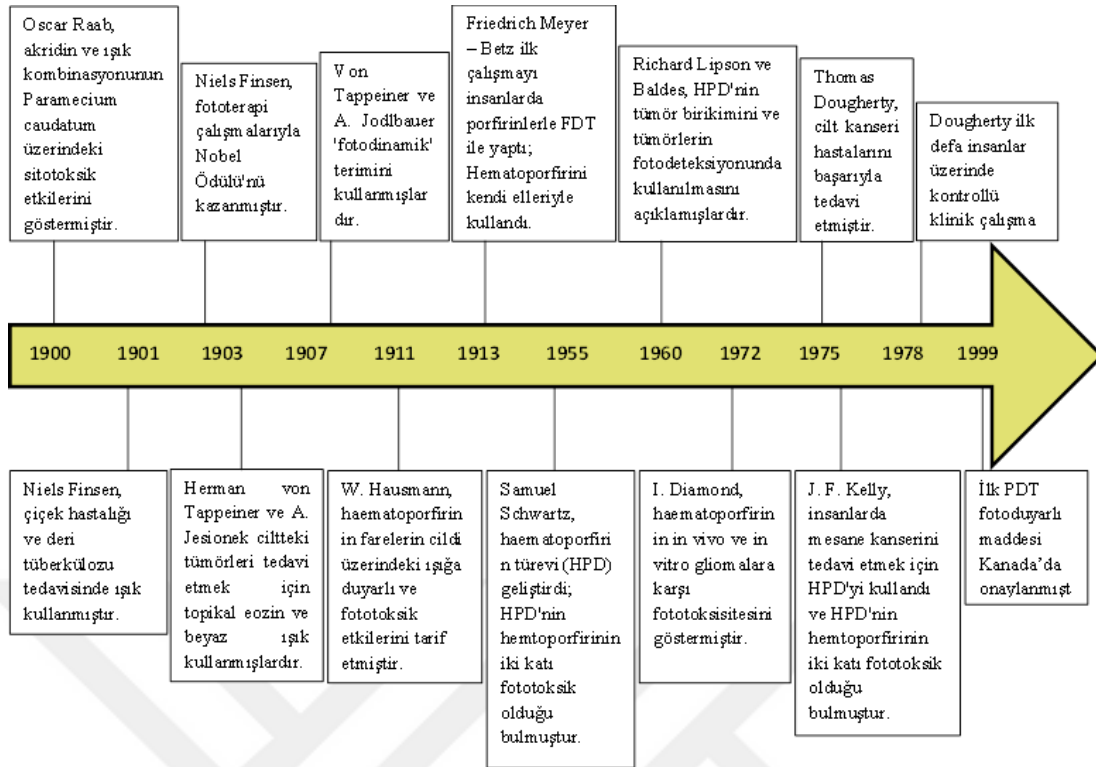 Oscar Raab,
akridin ve ışık
kombinasyonunun
Paramecium
caudatum
üzerindeki
sitotoksik
etkilerini
göstermiştir.
Niels Finsen,
fototerapi
çalışmalarıyla
Nobel
Ödülü'nü
kazanmıştır.
Von
Tappeiner ve
A. Jodlbauer
'fotodinamik'
terimini
kullanmışlar
dır.
Friedrich Meyer
– Betz ilk
çalışmayı
insanlarda
porfirinlerle FDT
ile yaptı;
Hematoporfirini
kendi elleriyle
kullandı.
Richard Lipson ve
Baldes, HPD'nin
tümör birikimini ve
tümörlerin
fotodeteksiyonunda
kullanılmasını
açıklamışlardır.
Thomas
Dougherty,
cilt kanseri
hastalarını
başarıyla
tedavi
etmiştir.
Dougherty ilk
defa insanlar
üzerinde
kontrollü
klinik çalışma
1900 1901 1903 1907 1911 1913 1955 1960 1972 1975 1978 1999
Niels Finsen,
çiçek hastalığı
ve deri
tüberkülozu
tedavisinde ışık
kullanmıştır.
Herman von
Tappeiner ve A.
Jesionek ciltteki
tümörleri tedavi
etmek için
topikal eozin ve
beyaz ışık
kullanmışlardır.
W. Hausmann,
haematoporfirin
in farelerin cildi
üzerindeki ışığa
duyarlı ve
fototoksik
etkilerini tarif
etmiştir.
Samuel
Schwartz,
haematoporfiri
n türevi (HPD)
geliştirdi;
HPD'nin
hemtoporfirinin
iki katı
fototoksik
olduğu
bulmuştur.
I. Diamond,
haematoporfirin
in in vivo ve in
vitro gliomalara
karşı
fototoksisitesini
göstermiştir.
J. F. Kelly,
insanlarda
mesane kanserini
tedavi etmek için
HPD'yi kullandı
ve HPD'nin
hemtoporfirinin
iki katı fototoksik
olduğu
bulmuştur.
İlk PDT
fotoduyarlı
maddesi
Kanada'da
onaylanmışt